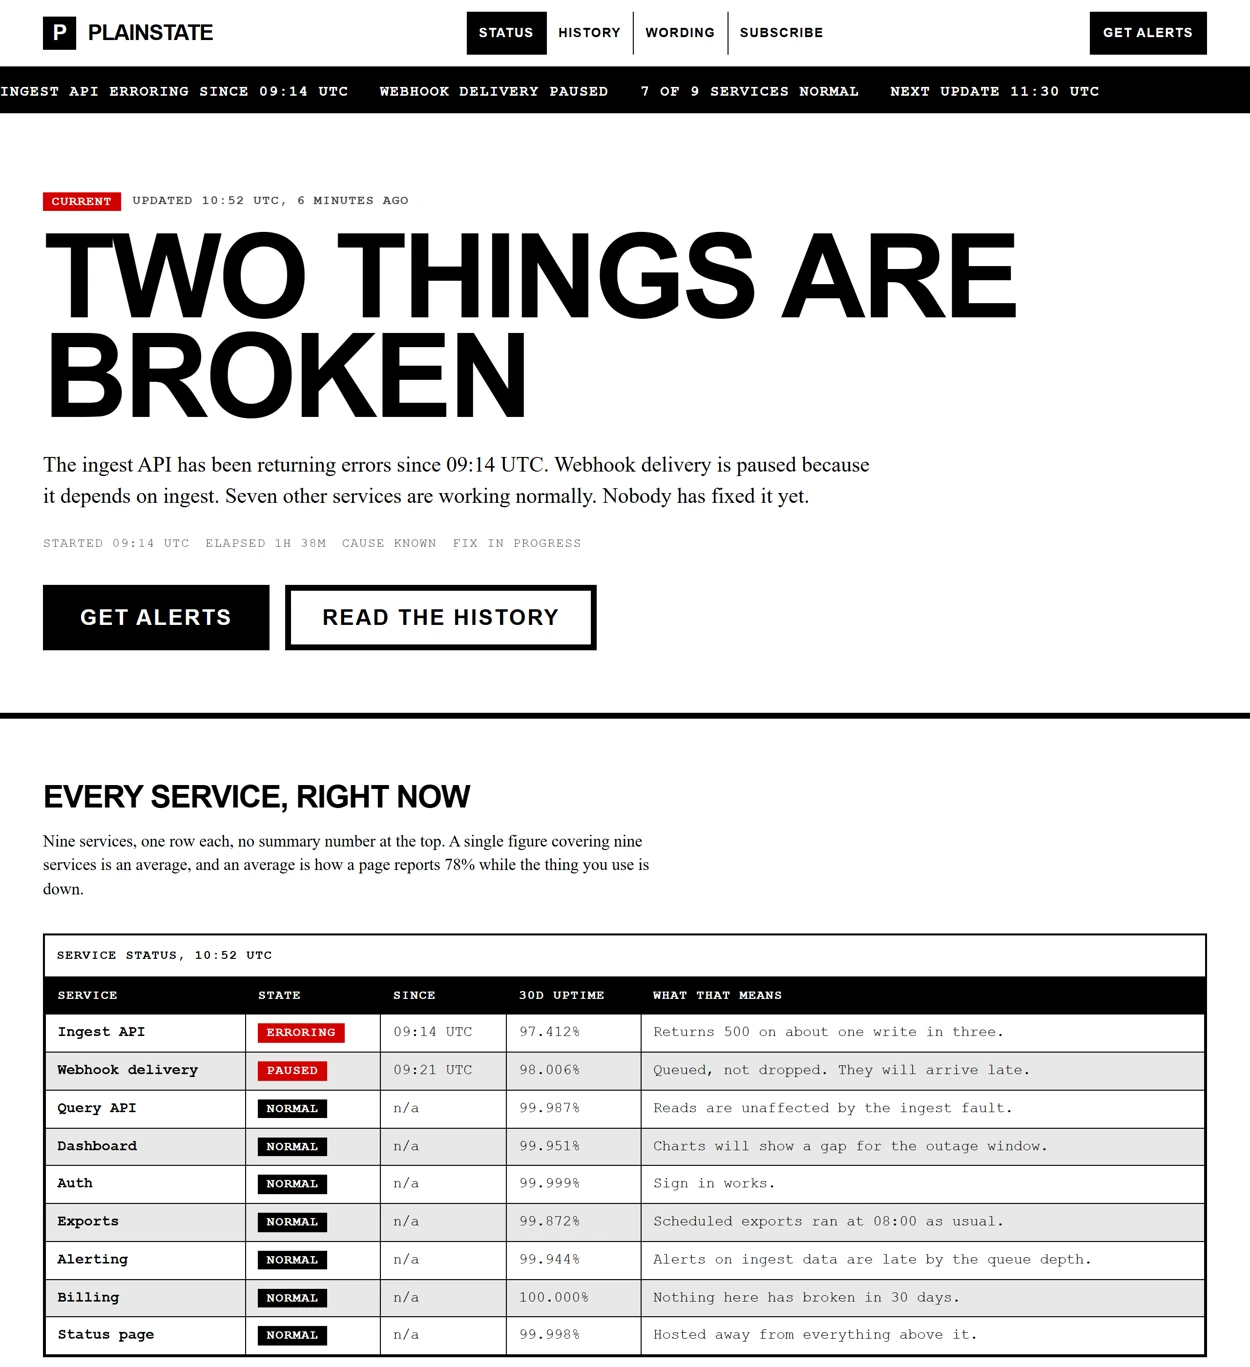 P PLAINSTATE STATUS HISTORY WORDING SUBSCRIBE GET ALERTS
INGEST API ERRORING SINCE 09:14 UTC WEBHOOK DELIVERY PAUSED 7 OF 9 SERVICES NORMAL NEXT UPDATE 11:30 UTC
CURRENT UPDATED 10:52 UTC, 6 MINUTES AGO
TWO THINGS ARE
BROKEN
The ingest API has been returning errors since 09:14 UTC. Webhook delivery is paused because
it depends on ingest. Seven other services are working normally. Nobody has fixed it yet.
STARTED 09:14 UTC ELAPSED 1H 38M CAUSE KNOWN FIX IN PROGRESS
GET ALERTS READ THE HISTORY
EVERY SERVICE, RIGHT NOW
Nine services, one row each, no summary number at the top. A single figure covering nine
services is an average, and an average is how a page reports 78% while the thing you use is
down.
SERVICE STATUS, 10:52 UTC
SERVICE STATE SINCE 30D UPTIME WHAT THAT MEANS
Ingest API ERRORING 09:14 UTC 97.412% Returns 500 on about one write in three.
Webhook delivery PAUSED 09:21 UTC 98.006% Queued, not dropped. They will arrive late.
Query API NORMAL n/a 99.987% Reads are unaffected by the ingest fault.
Dashboard NORMAL n/a 99.951% Charts will show a gap for the outage window.
Auth NORMAL n/a 99.999% Sign in works.
Exports NORMAL n/a 99.872% Scheduled exports ran at 08:00 as usual.
Alerting NORMAL n/a 99.944% Alerts on ingest data are late by the queue depth.
Billing NORMAL n/a 100.000% Nothing here has broken in 30 days.
Status page NORMAL n/a 99.998% Hosted away from everything above it.